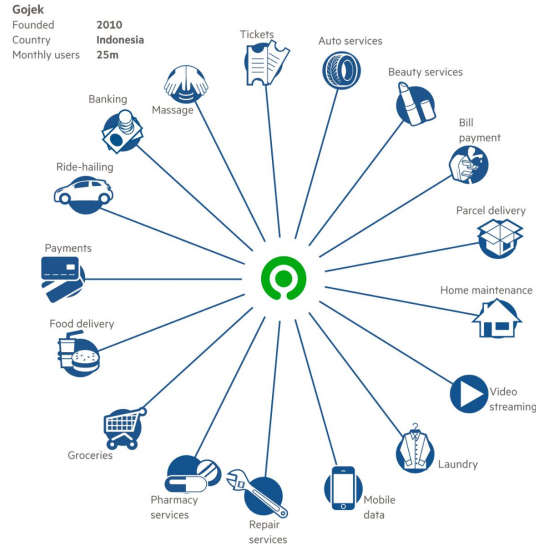 Gojek
Founded 2010
Country Indonesia
Monthly users 25m
Tickets
Auto services
Beauty services
Bill
payment
Parcel delivery
Home maintenance
Video
streaming
Laundry
Mobile
data
Repair
services
Pharmacy
services
Groceries
Food delivery
Payments
Ride-hailing
Banking
Massage